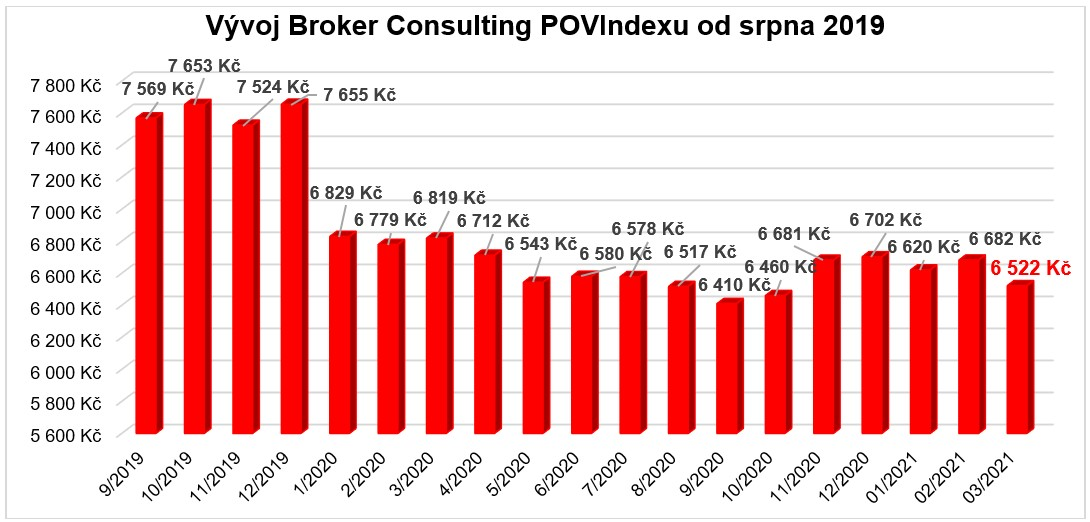 Vývoj Broker Consulting POVIndexu od srpna 2019
7 800 Kč
7 600 Kč
7 400 Kč
7 200 Kč
7 000 Kč
6 800 Kč
6 600 Kč
6 400 Kč
6 200 Kč
6 000 Kč
5 800 Kč
5 600 Kč
7 569 Kč
7 653 Kč
7 524 Kč
7 655 Kč
6 829 Kč
6 779 Kč
6 819 Kč
6 712 Kč
6 543 Kč
6 580 Kč
6 578 Kč
6 517 Kč
6 410 Kč
6 460 Kč
6 681 Kč
6 702 Kč
6 620 Kč
6 682 Kč
6 522 Kč
9/2019
10/2019
11/2019
12/2019
1/2020
2/2020
3/2020
4/2020
5/2020
6/2020
7/2020
8/2020
9/2020
10/2020
11/2020
12/2020
01/2021
02/2021
03/2021